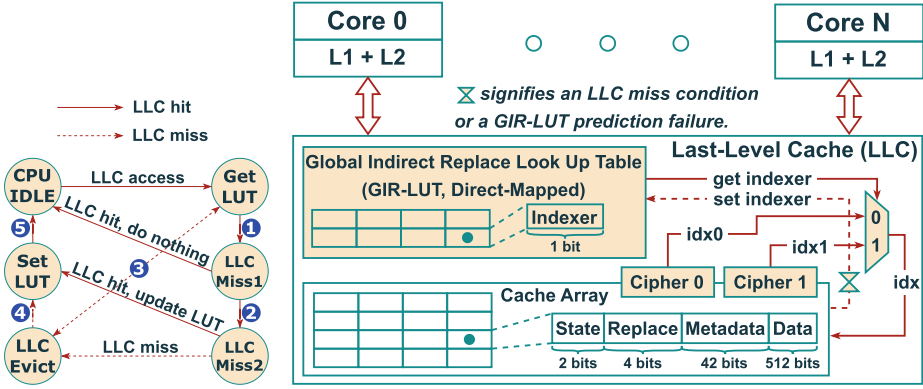 LLC hit
LLC miss
CPU
IDLE
LLC access
Get
LUT
LLC hit, do nothing
1
5
3
Set
LUT
LLC
Miss1
LLC hit, update LUT
4
2
LLC
Evict
LLC miss
LLC
Miss2
Core 0
L1 + L2
Core N
L1 + L2
signifies an LLC miss condition
or a GIR-LUT prediction failure.
Last-Level Cache (LLC)
Global Indirect Replace Look Up Table
(GIR-LUT, Direct-Mapped)
Indexer
1 bit
get indexer
set indexer
0
1
idx0
idx1
idx
Cipher 0
Cipher 1
Cache Array
State Replace Metadata Data
2 bits 4 bits 42 bits 512 bits